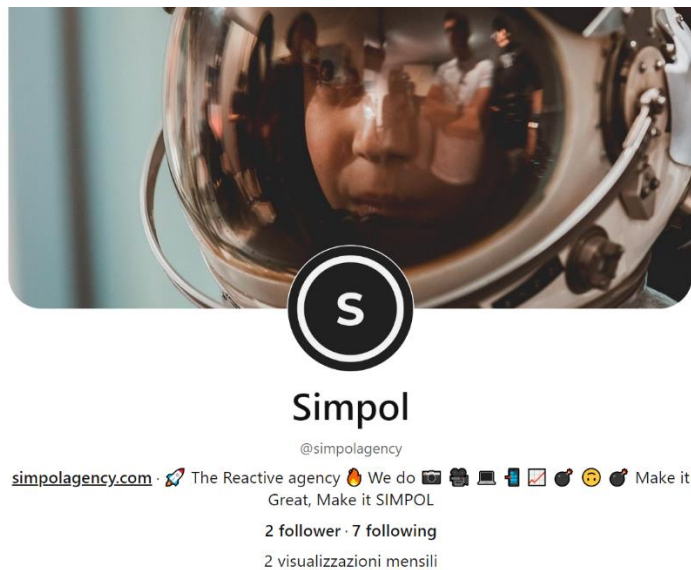 S
Simpol
@simpolagency
simpolagency.com · 🚀 The Reactive agency 🔥 We do 📷 🎥 💻 📲 📈 💣 🙃 💣 Make it
Great, Make it SIMPOL
2 follower · 7 following
2 visualizzazioni mensili